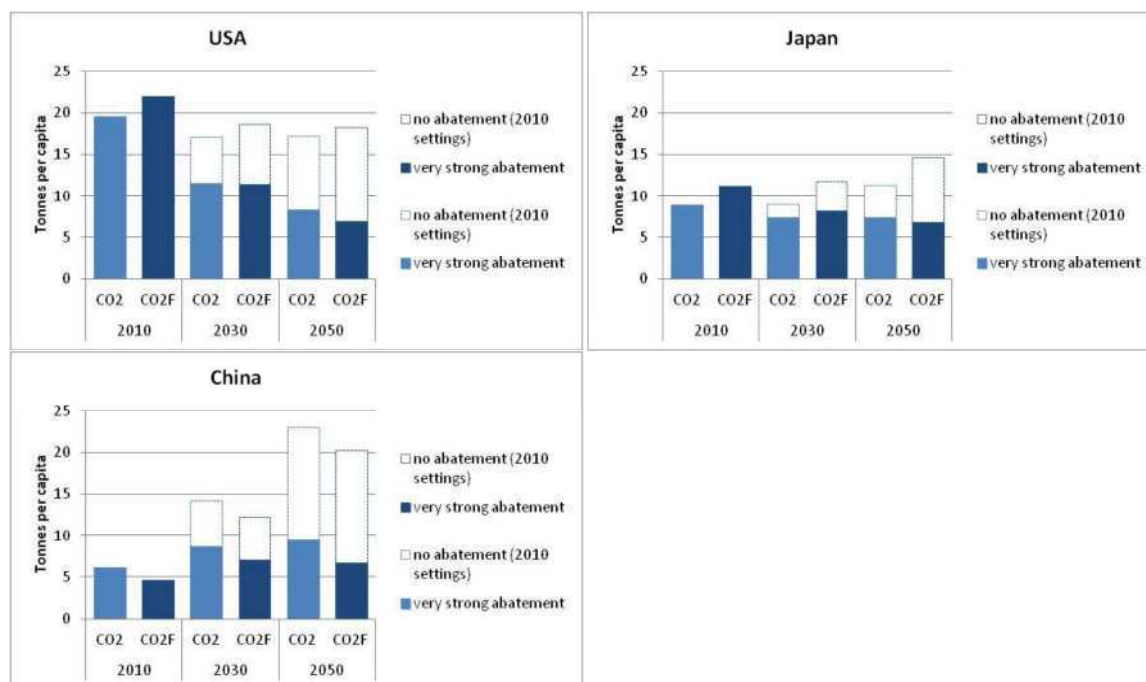 USA
25
20
15
10
5
0
Tonnes per capita
CO2 CO2F CO2 CO2F CO2 CO2F
2010 2030 2050
no abatement (2010
settings)
very strong abatement
no abatement (2010
settings)
very strong abatement
Japan
25
20
15
10
5
0
Tonnes per capita
CO2 CO2F CO2 CO2F CO2 CO2F
2010 2030 2050
no abatement (2010
settings)
very strong abatement
no abatement (2010
settings)
very strong abatement
China
25
20
15
10
5
0
Tonnes per capita
CO2 CO2F CO2 CO2F CO2 CO2F
2010 2030 2050
no abatement (2010
settings)
very strong abatement
no abatement (2010
settings)
very strong abatement